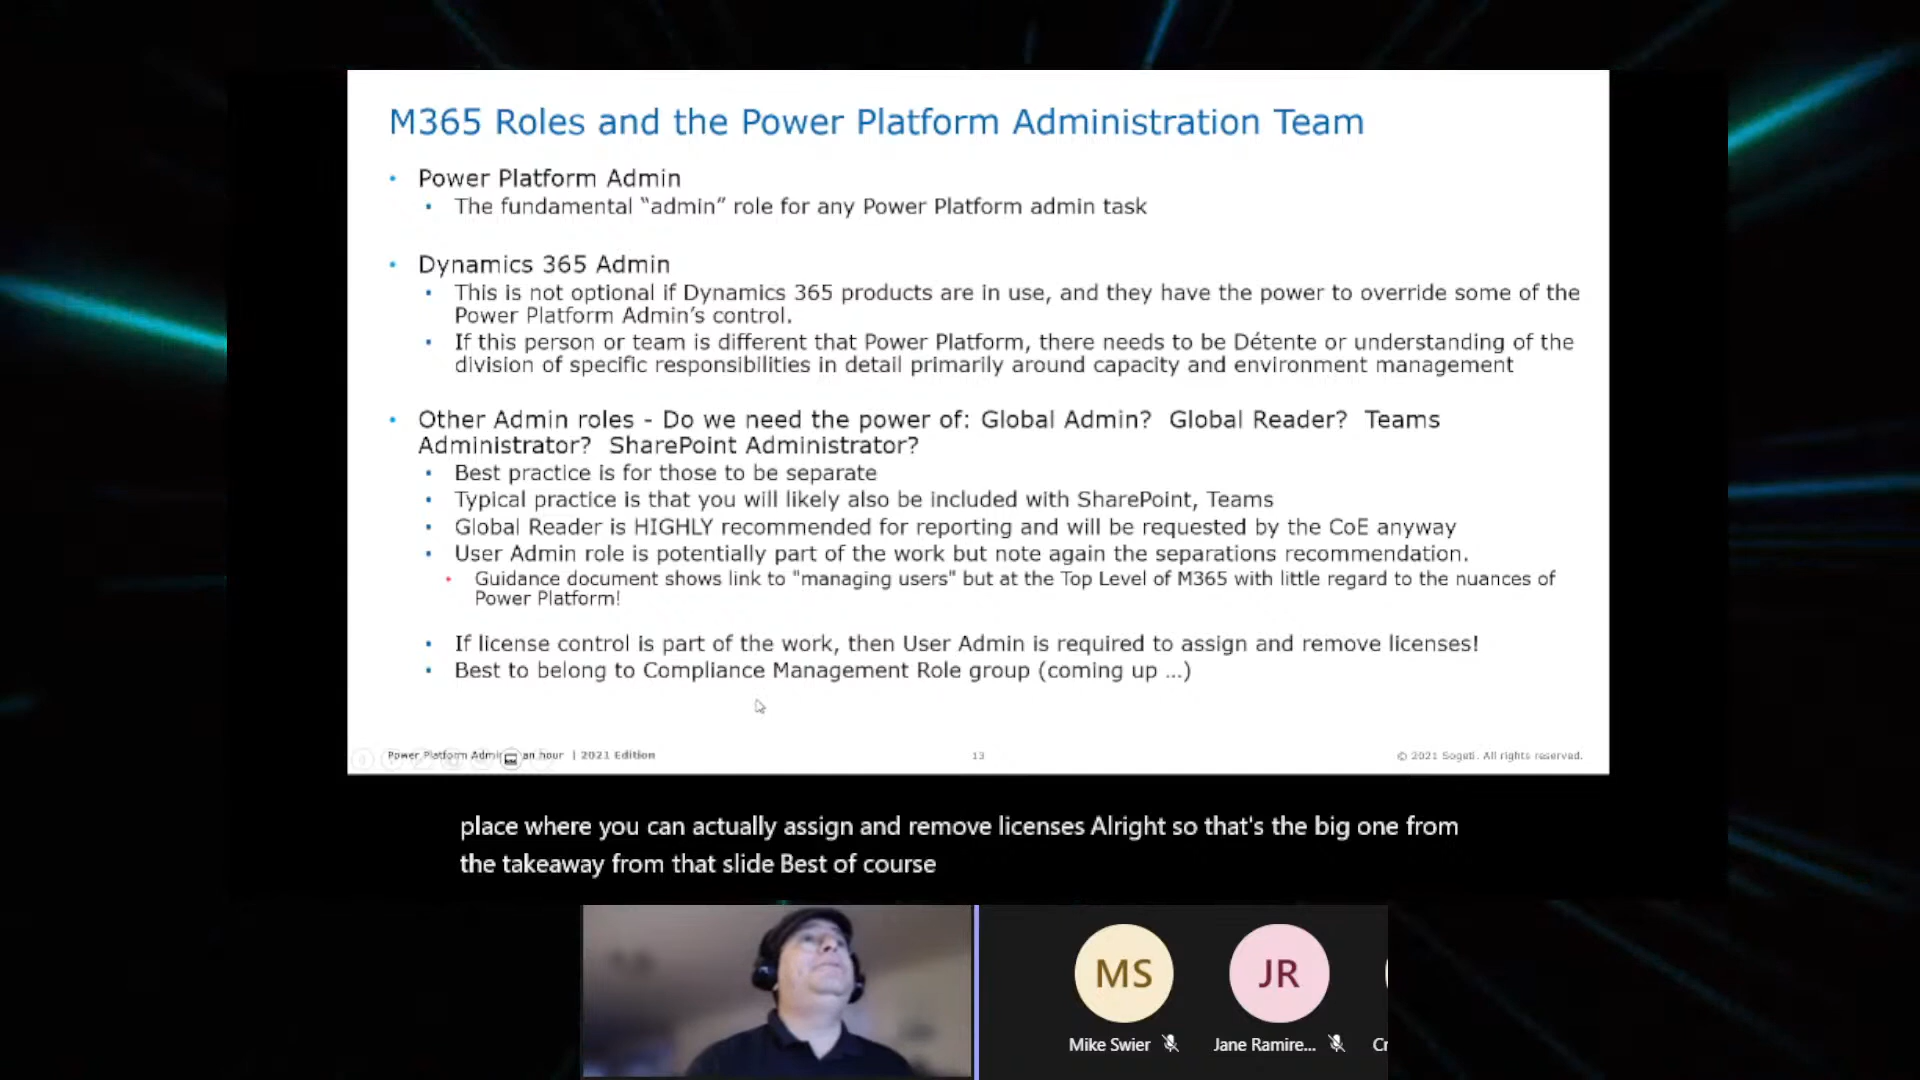 M365 Roles and the Power Platform Administration Team
Power Platform Admin
The fundamental “admin” role for any Power Platform admin task
Dynamics 365 Admin
This is not optional if Dynamics 365 products are in use, and they have the power to override some of the
Power Platform Admin’s control.
If this person or team is different that Power Platform, there needs to be Détente or understanding of the
division of specific responsibilities in detail primarily around capacity and environment management
Other Admin roles - Do we need the power of: Global Admin? Global Reader? Teams
Administrator? SharePoint Administrator?
Best practice is for those to be separate
Typical practice is that you will likely also be included with SharePoint, Teams
Global Reader is HIGHLY recommended for reporting and will be requested by the CoE anyway
User Admin role is potentially part of the work but note again the separations recommendation.
Guidance document shows link to "managing users" but at the Top Level of M365 with little regard to the nuances of
Power Platform!
If license control is part of the work, then User Admin is required to assign and remove licenses!
Best to belong to Compliance Management Role group (coming up ...)
Power Platform Admin an hour | 2021 Edition
13
© 2021 Sogeti. All rights reserved.
place where you can actually assign and remove licenses Alright so that's the big one from
the takeaway from that slide Best of course
MS
JR
Mike Swier
Jane Ramire...
Cr